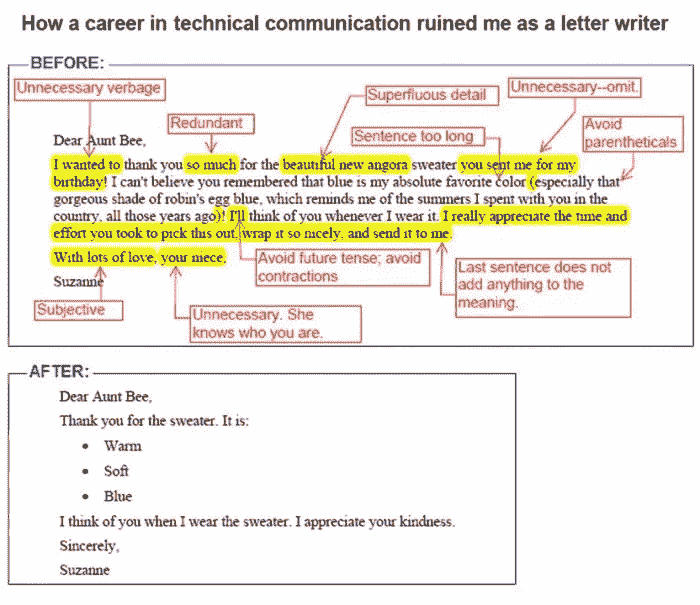 How a career in technical communication ruined me as a letter writer
BEFORE:
Unnecessary verbage
Redundant
Superfluous detail
Sentence too long
Unnecessary--omit.
Avoid
parentheticals
Dear Aunt Bee,
I wanted to thank you so much for the beautiful new angora sweater you sent me for my
birthday! I can't believe you remembered that blue is my absolute favorite color (especially that
gorgeous shade of robin's egg blue, which reminds me of the summers I spent with you in the
country, all those years ago)! I'll think of you whenever I wear it. I really appreciate the time and
effort you took to pick this out, wrap it so nicely, and send it to me.
With lots of love, your niece,
Suzanne
Subjective
Unnecessary. She
knows who you are.
Avoid future tense; avoid
contractions
Last sentence does not
add anything to the
meaning.
AFTER:
Dear Aunt Bee,
Thank you for the sweater. It is:
• Warm
• Soft
• Blue
I think of you when I wear the sweater. I appreciate your kindness.
Sincerely,
Suzanne